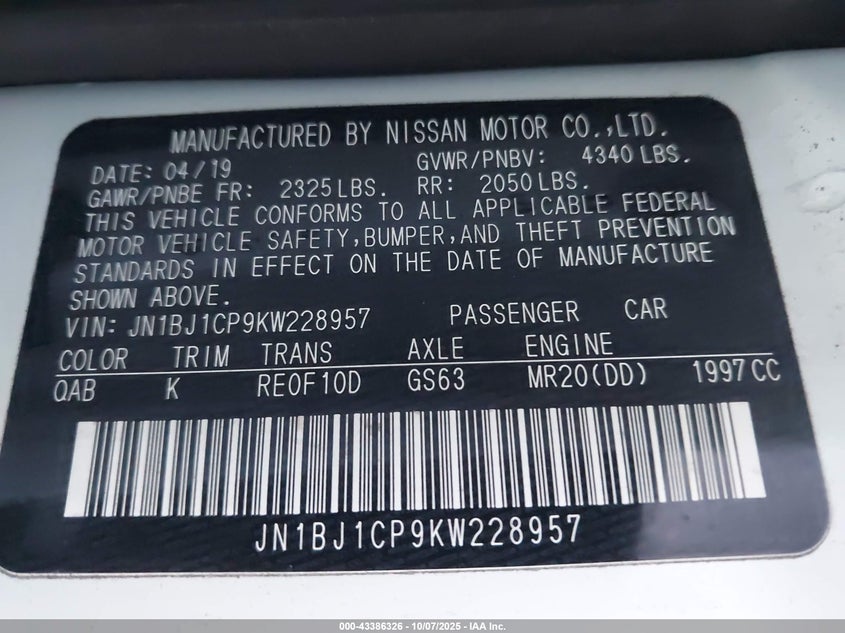 MANUFACTURED BY NISSAN MOTOR CO.,LTD.
DATE: 04/19 GVWR/PNBV: 4340 LBS.
GAWR/PNBE FR: 2325 LBS. RR: 2050 LBS.
THIS VEHICLE CONFORMS TO ALL APPLICABLE FEDERAL
MOTOR VEHICLE SAFETY,BUMPER,AND THEFT PREVENTION
STANDARDS IN EFFECT ON THE DATE OF MANUFACTURE
SHOWN ABOVE.
VIN: JN1BJ1CP9KW228957 PASSENGER CAR
COLOR TRIM TRANS AXLE ENGINE
QAB K RE0F10D GS63 MR20(DD) 1997 CC
JN1BJ1CP9KW228957
000-43386326 - 10/07/2025 - IAA Inc.